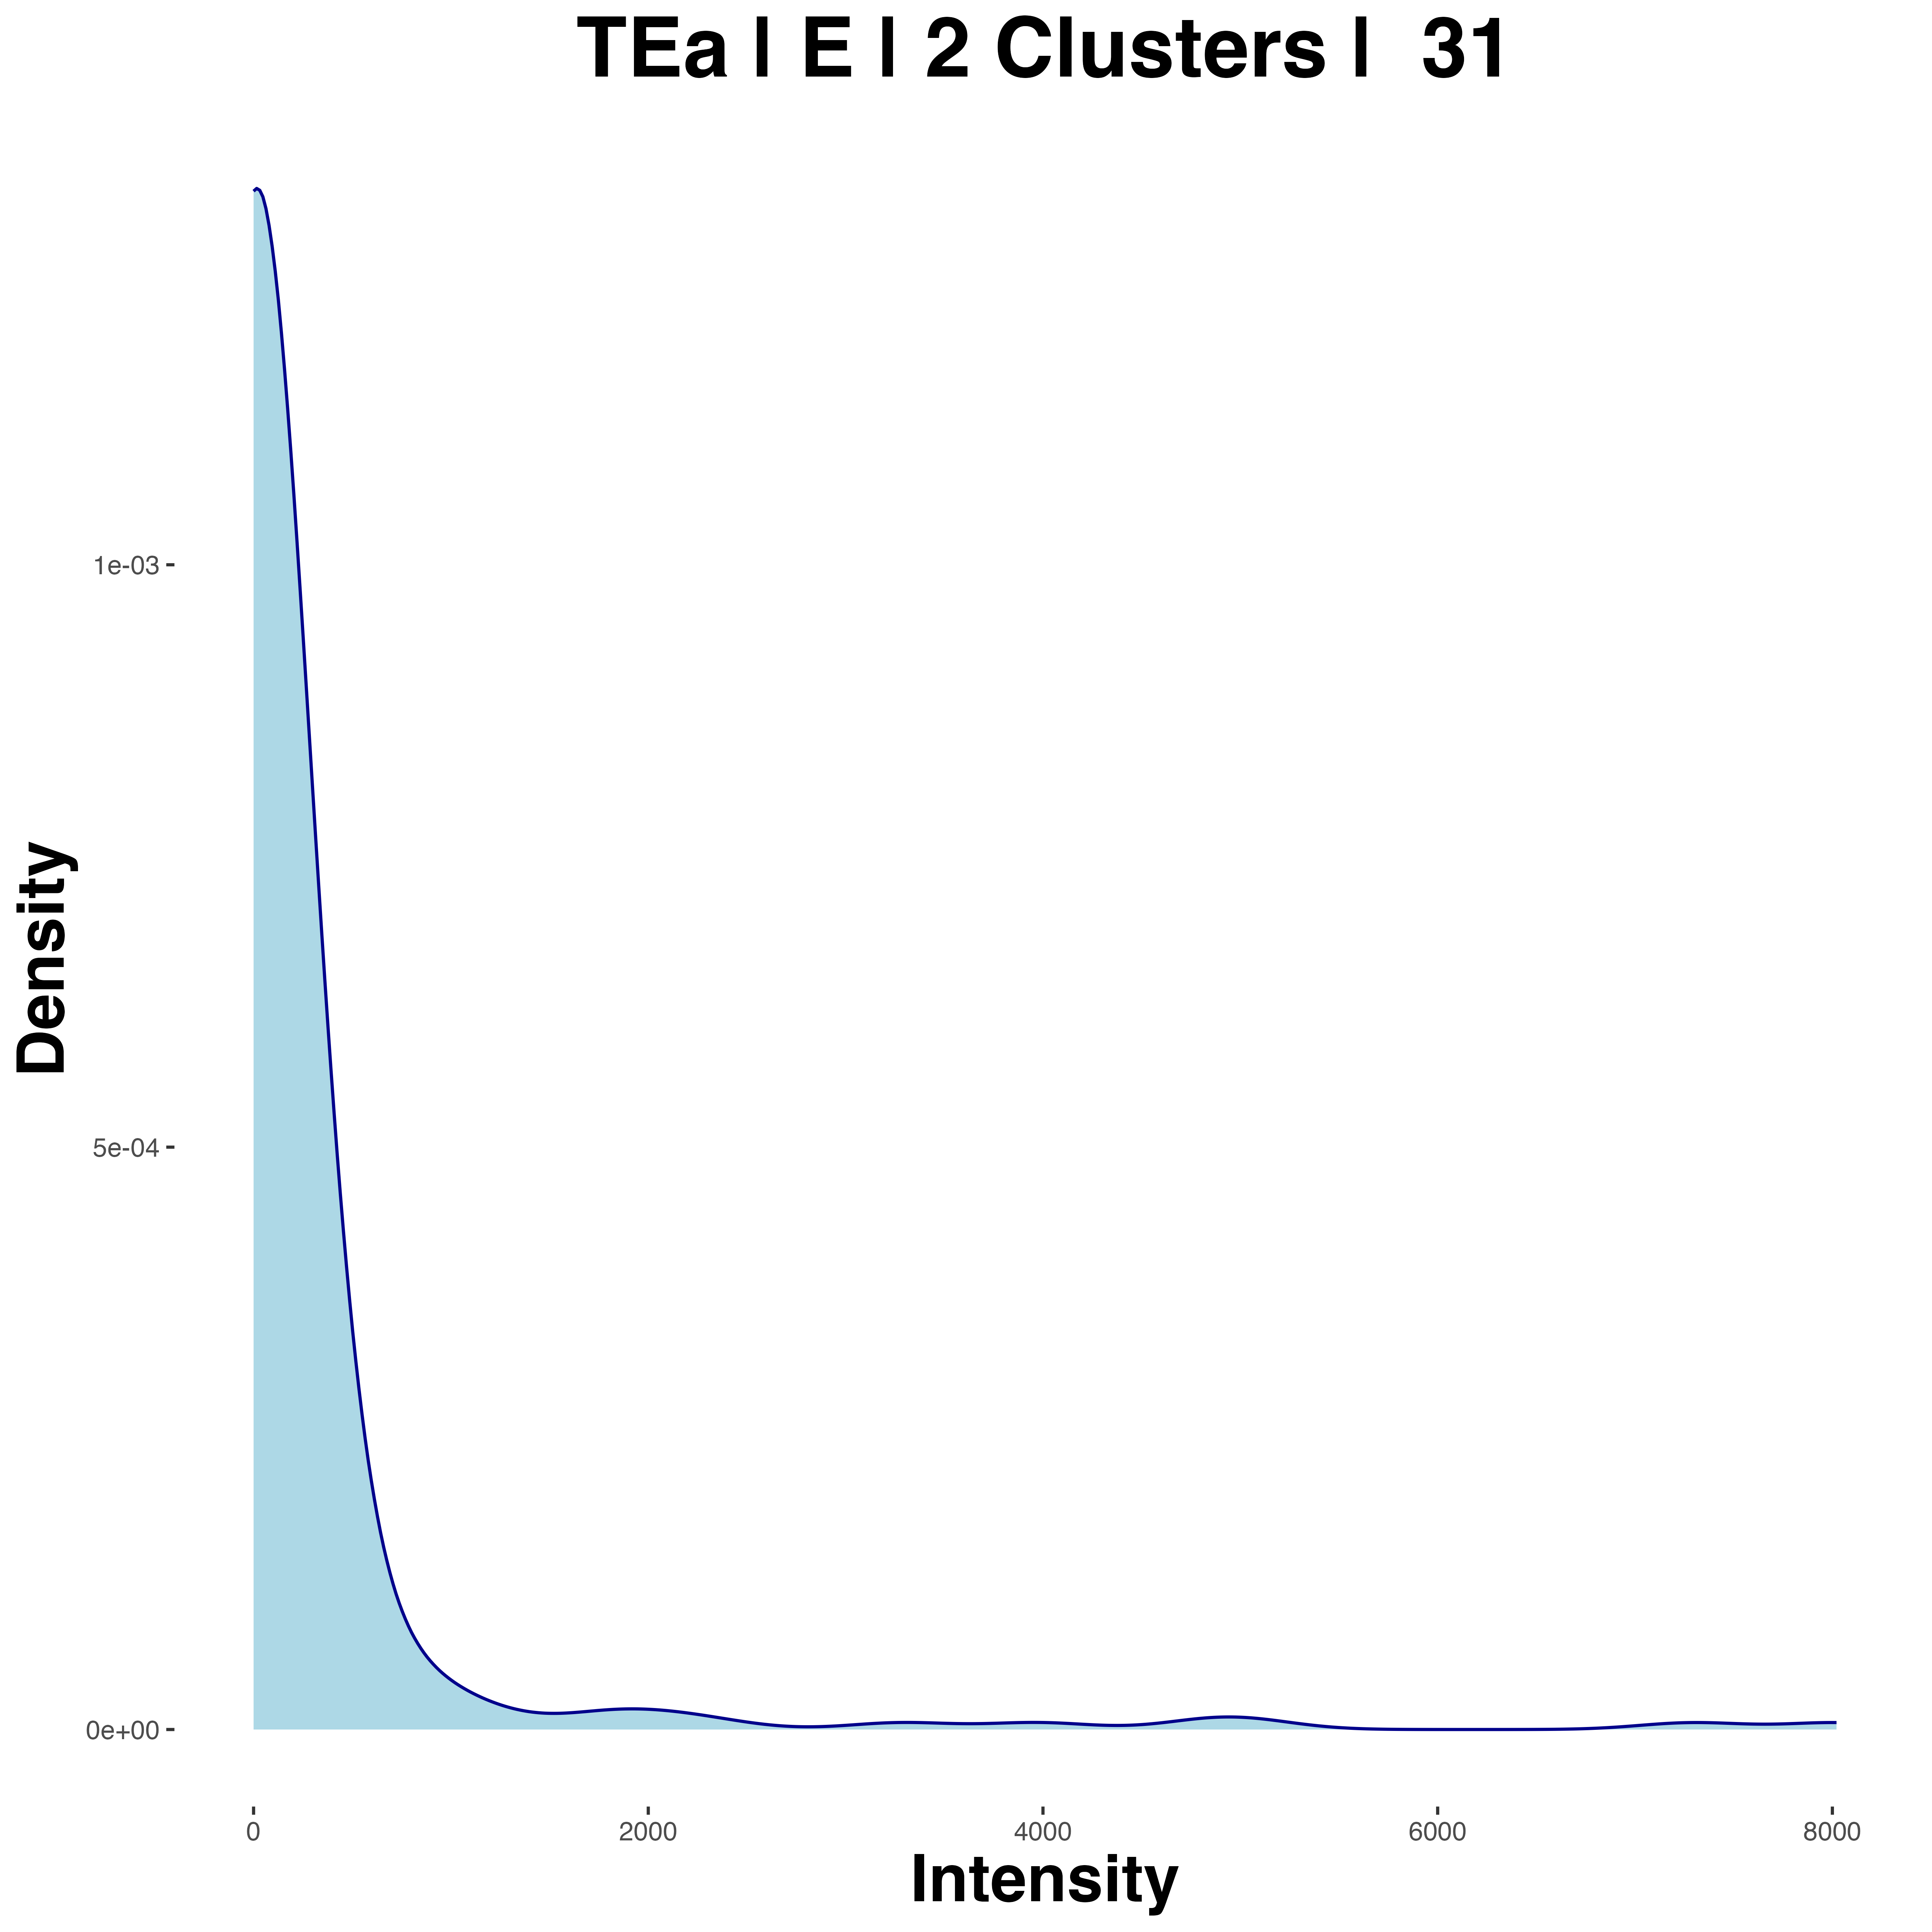 TEa | E | 2 Clusters |  31
Density
1e-03
5e-04
0e+00
0 2000 4000 6000 8000
Intensity